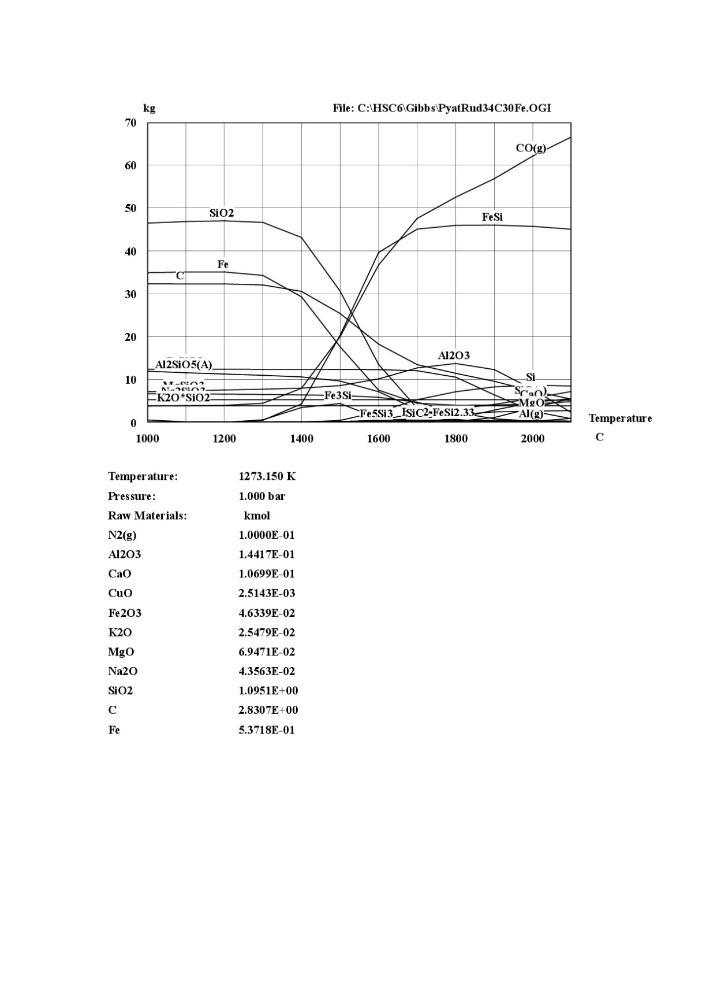 kg File: C:\HSC6\Gibbs\PyatRud34C30Fe.OGI
70
CO(g)
60
50
SiO2
FeSi
40
Fe
C
30
20
Al2O3
Al2SiO5(A)
10
Si
MgSiO3
Na2SiO3
CaO
K2O*SiO2
Fe3Si
MgO
Fe5Si3
SiC
FeSi2.33
Al(g)
0
Temperature
1000 1200 1400 1600 1800 2000 C
Temperature: 1273.150 K
Pressure: 1.000 bar
Raw Materials: kmol
N2(g) 1.0000E-01
Al2O3 1.4417E-01
CaO 1.0699E-01
CuO 2.5143E-03
Fe2O3 4.6339E-02
K2O 2.5479E-02
MgO 6.9471E-02
Na2O 4.3563E-02
SiO2 1.0951E+00
C 2.8307E+00
Fe 5.3718E-01